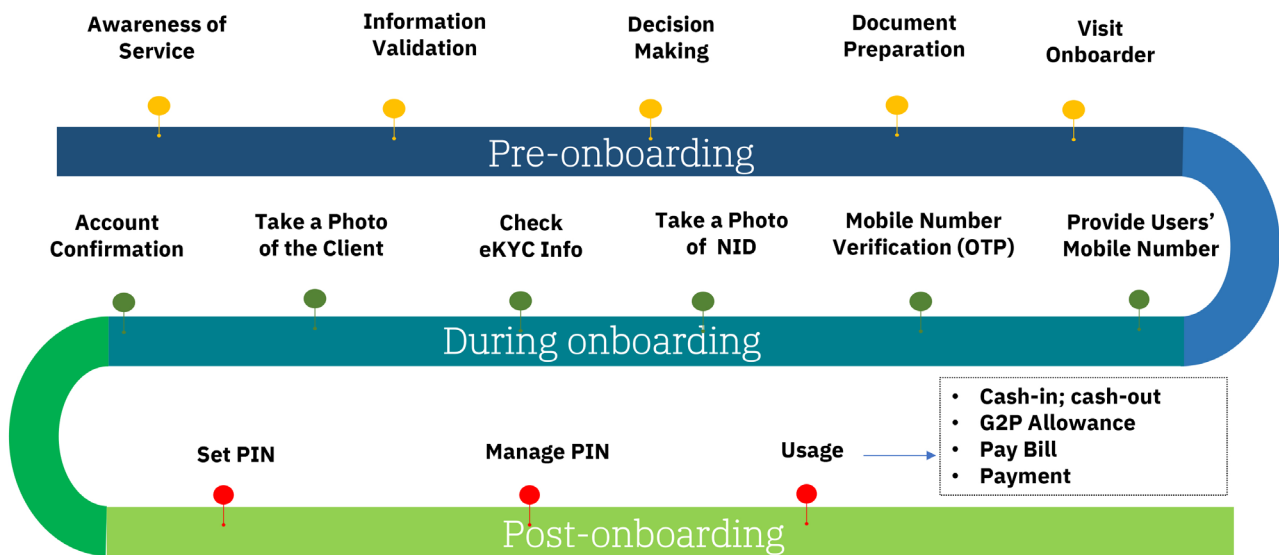 Awareness of
Service
Information
Validation
Decision
Making
Document
Preparation
Visit
Onboarder
Pre-onboarding
Account
Confirmation
Take a Photo
of the Client
Check
eKYC Info
Take a Photo
of NID
Mobile Number
Verification (OTP)
Provide Users’
Mobile Number
During onboarding
Set PIN
Manage PIN
Usage
• Cash-in; cash-out
• G2P Allowance
• Pay Bill
• Payment
Post-onboarding